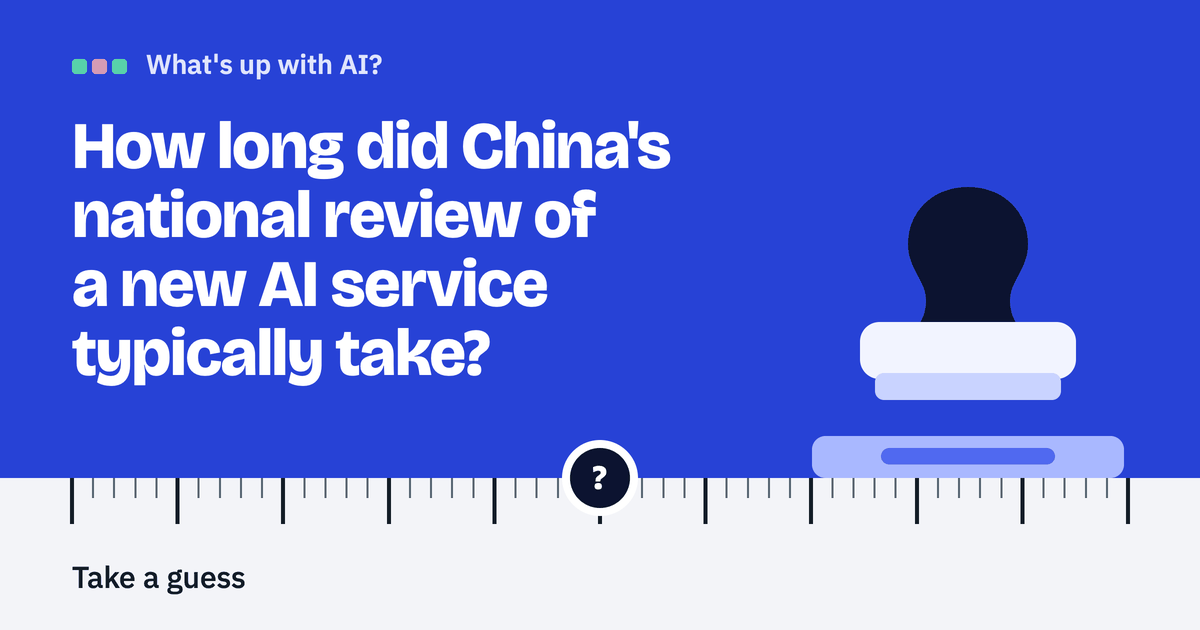 What's up with AI?
How long did China's
national review of
a new AI service
typically take?
?
Take a guess